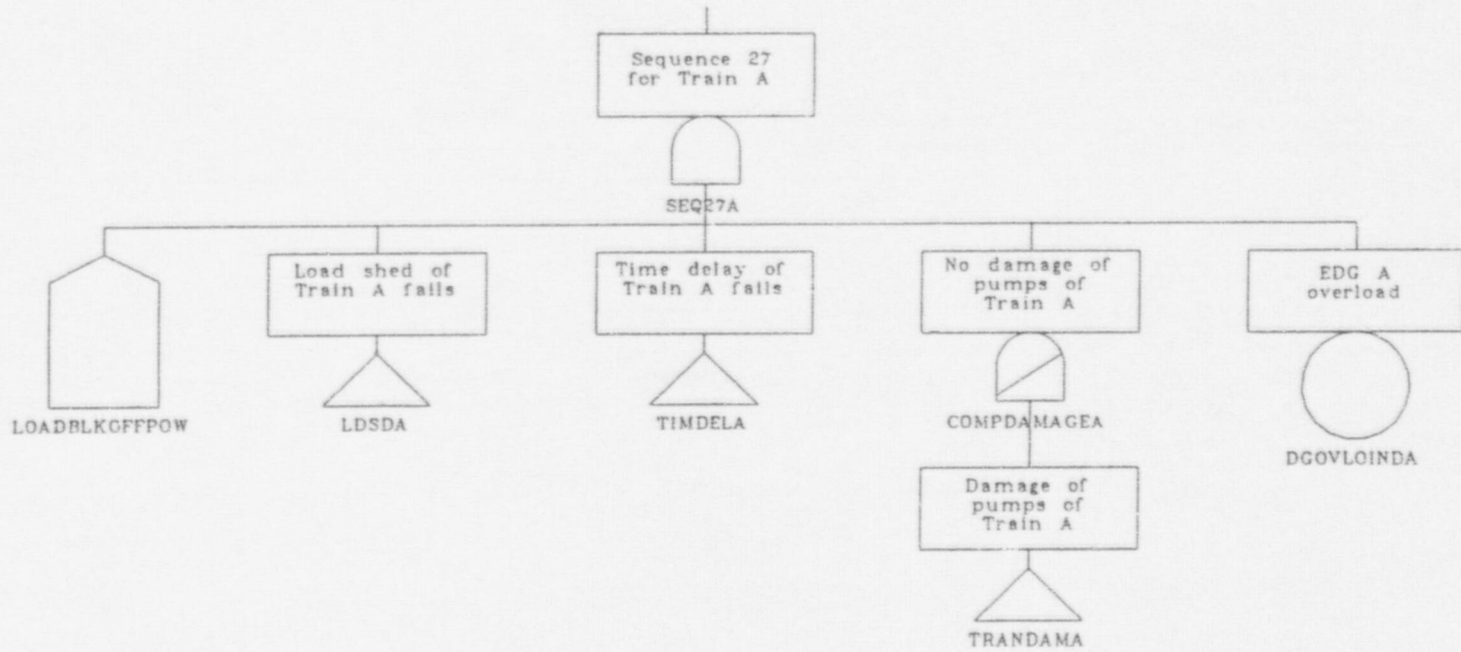 Sequence 27
for Train A
SEQ27A
Load shed of
Train A fails
Time delay of
Train A fails
No damage of
pumps of
Train A
EDG A
overload
LOADBLKOFFPOW
LDSDA
TIMDELA
COMPDAMAGEA
DGOVLOINDA
Damage of
pumps of
Train A
TRANDAMA